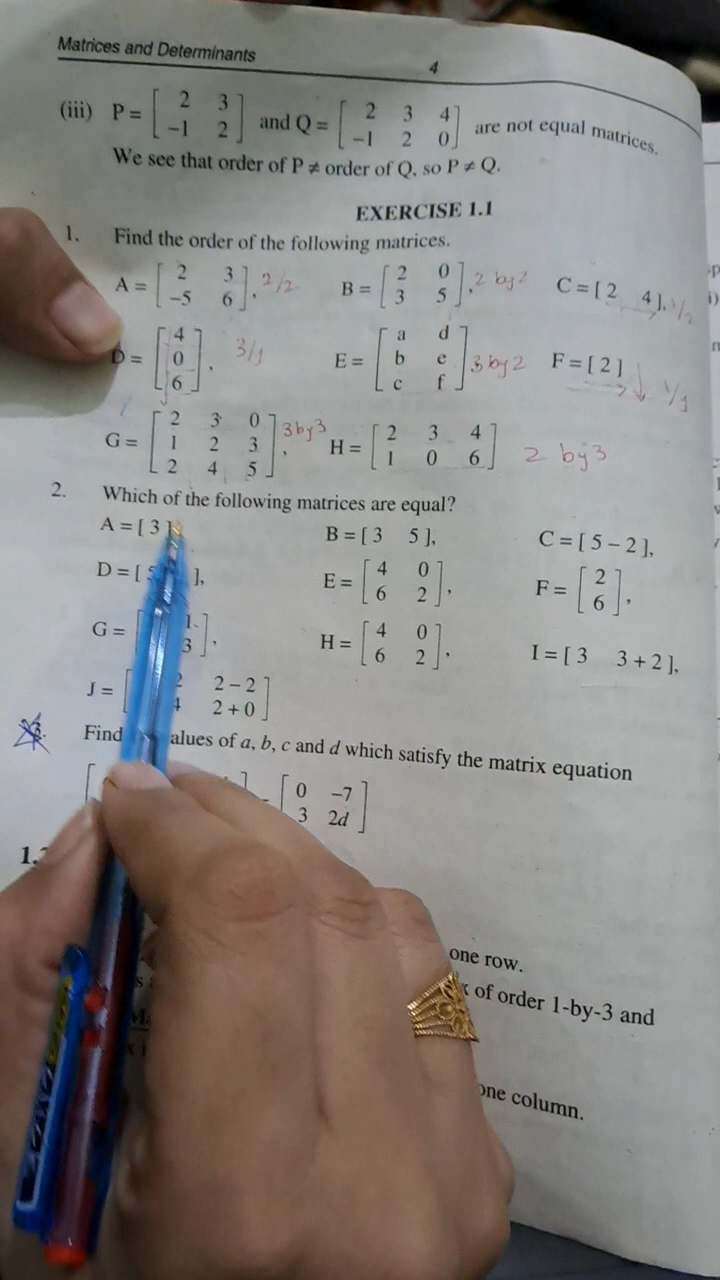 Matrices and Determinants
4
(iii) P = [ 2 3 −1 2 ] and Q = [ 2 3 4 −1 2 0 ] are not equal matrices.
We see that order of P ≠ order of Q, so P ≠ Q.
EXERCISE 1.1
1. Find the order of the following matrices.
A = [ 2 3 −5 6 ], 2/2 B = [ 2 0 3 5 ], 2 by 2 C = [ 2 4 ], 1/2
D = [ 4 0 6 ], 3/1 E = [ a d b e c f ] 3 by 2 F = [ 2 ] 1/1
G = [ 2 3 0 1 2 3 2 4 5 ], 3by3 H = [ 2 3 4 1 0 6 ] 2 by 3
2. Which of the following matrices are equal?
A = [ 3 ] B = [ 3 5 ], C = [ 5 − 2 ],
D = [ ], E = [ 4 0 6 2 ], F = [ 2 6 ],
G = [ 3 ], H = [ 4 0 6 2 ], I = [ 3 3 + 2 ],
J = [ 2 − 2 2 + 0 ]
Find alues of a, b, c and d which satisfy the matrix equation
[ ] [ 0 −7 3 2d ]
one row.
of order 1-by-3 and
one column.